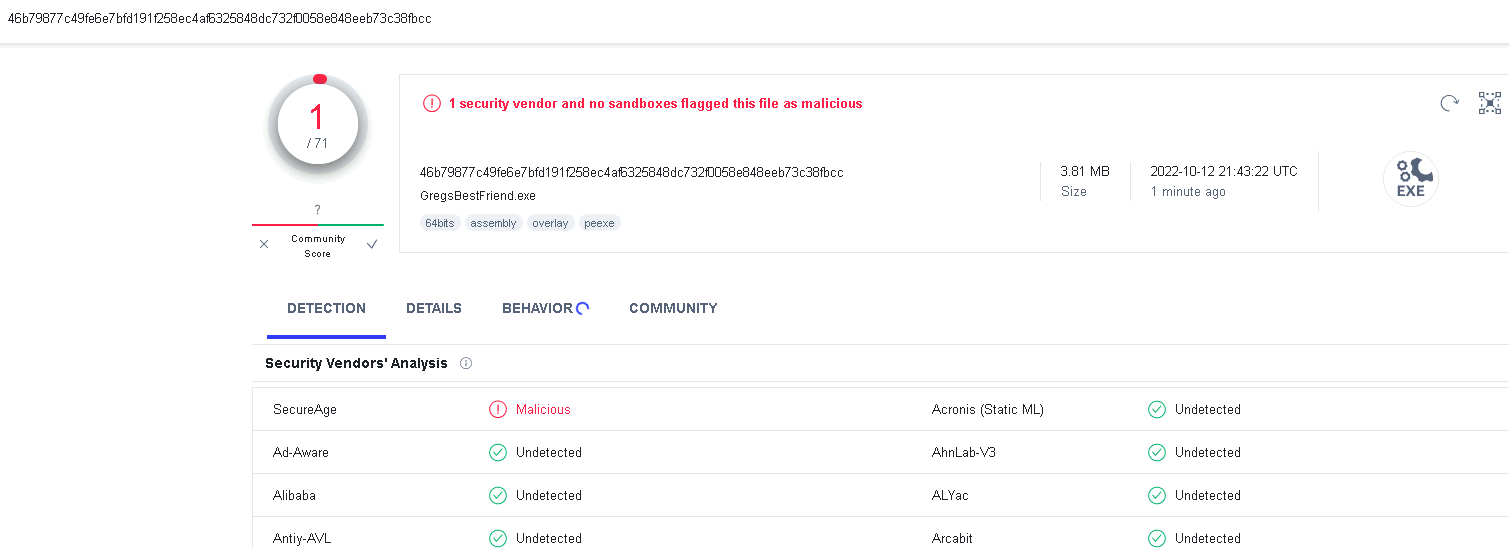 46b79877c49fe6e7bfd191f258ec4af6325848dc732f0058e848eeb73c38fbcc
1
/ 71
?
Community
Score
1 security vendor and no sandboxes flagged this file as malicious
46b79877c49fe6e7bfd191f258ec4af6325848dc732f0058e848eeb73c38fbcc
GregsBestFriend.exe
64bits assembly overlay peexe
3.81 MB
Size
2022-10-12 21:43:22 UTC
1 minute ago
EXE
DETECTION DETAILS BEHAVIOR COMMUNITY
Security Vendors' Analysis
SecureAge Malicious Acronis (Static ML) Undetected
Ad-Aware Undetected AhnLab-V3 Undetected
Alibaba Undetected ALYac Undetected
Antiy-AVL Undetected Arcabit Undetected